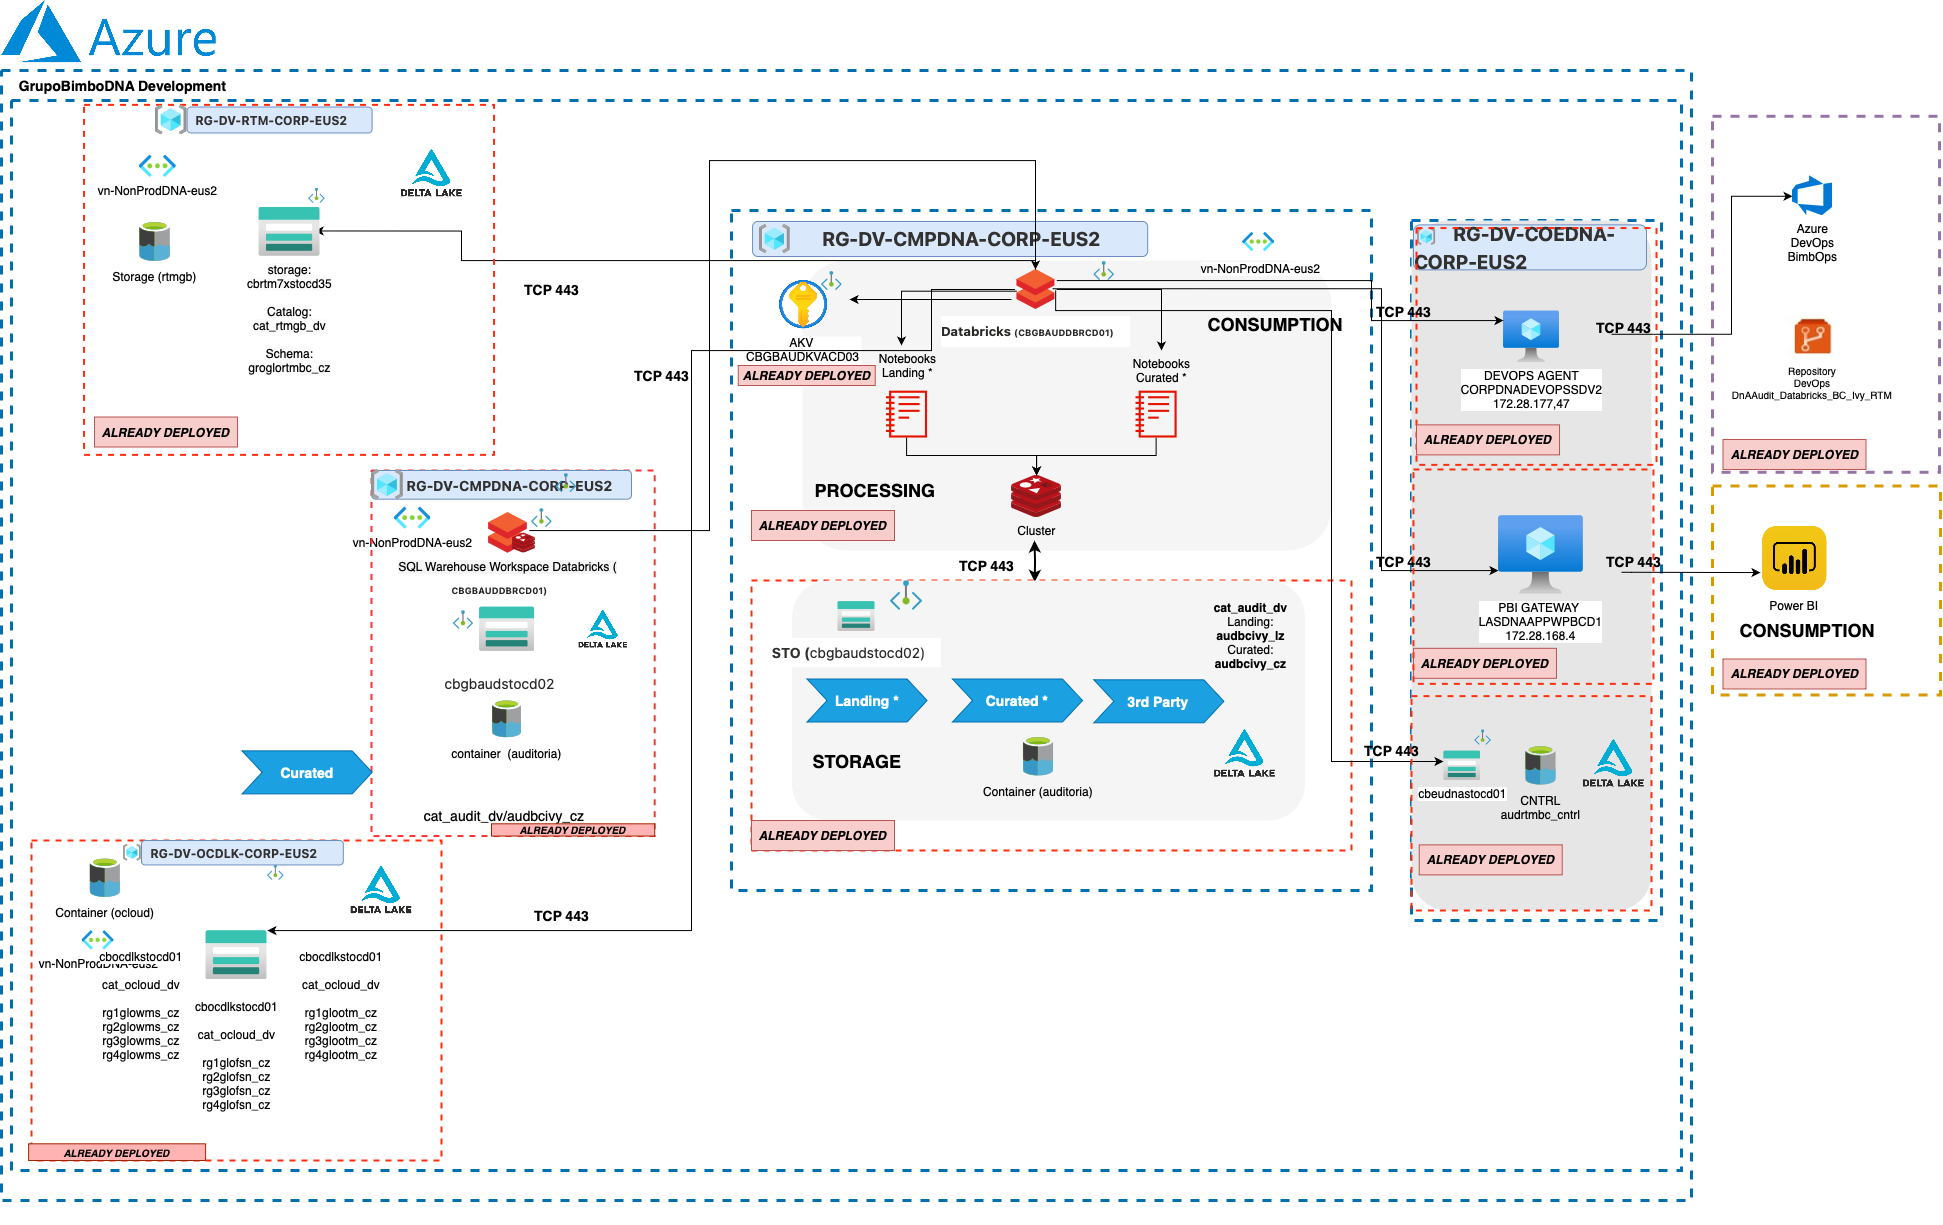 Azure
GrupoBimboDNA Development
RG-DV-RTM-CORP-EUS2
vn-NonProdDNA-eus2
DELTA LAKE
Storage (rtmgb)
storage:
cbrtm7xstocd35
Catalog:
cat_rtmgb_dv
Schema:
groglortmbc_cz
ALREADY DEPLOYED
TCP 443
RG-DV-CMPDNA-CORP-EUS2
vn-NonProdDNA-eus2
SQL Warehouse Workspace Databricks (
CBGBAUDDBRCD01)
DELTA LAKE
cbgbaudstocd02
container (auditoria)
Curated
cat_audit_dv/audbcivy_cz
ALREADY DEPLOYED
TCP 443
RG-DV-OCDLK-CORP-EUS2
Container (ocloud)
DELTA LAKE
vn-NonProdDNA-eus2
cbocdlkstocd01
cat_ocloud_dv
rg1glowms_cz
rg2glowms_cz
rg3glowms_cz
rg4glowms_cz
cbocdlkstocd01
cat_ocloud_dv
rg1glofsn_cz
rg2glofsn_cz
rg3glofsn_cz
rg4glofsn_cz
cbocdlkstocd01
cat_ocloud_dv
rg1glootm_cz
rg2glootm_cz
rg3glootm_cz
rg4glootm_cz
ALREADY DEPLOYED
TCP 443
RG-DV-CMPDNA-CORP-EUS2
vn-NonProdDNA-eus2
AKV
CBGBAUDKVACD03
ALREADY DEPLOYED
Databricks (CBGBAUDDBRCD01)
CONSUMPTION
Notebooks
Landing *
Notebooks
Curated *
PROCESSING
ALREADY DEPLOYED
Cluster
TCP 443
STO (cbgbaudstocd02)
cat_audit_dv
Landing:
audbcivy_lz
Curated:
audbcivy_cz
Landing *
Curated *
3rd Party
STORAGE
Container (auditoria)
DELTA LAKE
ALREADY DEPLOYED
RG-DV-COEDNA-
CORP-EUS2
TCP 443
DEVOPS AGENT
CORPDNADEVOPSSDV2
172.28.177,47
ALREADY DEPLOYED
TCP 443
TCP 443
PBI GATEWAY
LASDNAAPPWPBCD1
172.28.168.4
ALREADY DEPLOYED
TCP 443
TCP 443
cbeudnastocd01
CNTRL
audrtmbc_cntrl
DELTA LAKE
ALREADY DEPLOYED
Azure
DevOps
BimbOps
Repository
DevOps
DnAAudit_Databricks_BC_Ivy_RTM
ALREADY DEPLOYED
Power BI
CONSUMPTION
ALREADY DEPLOYED